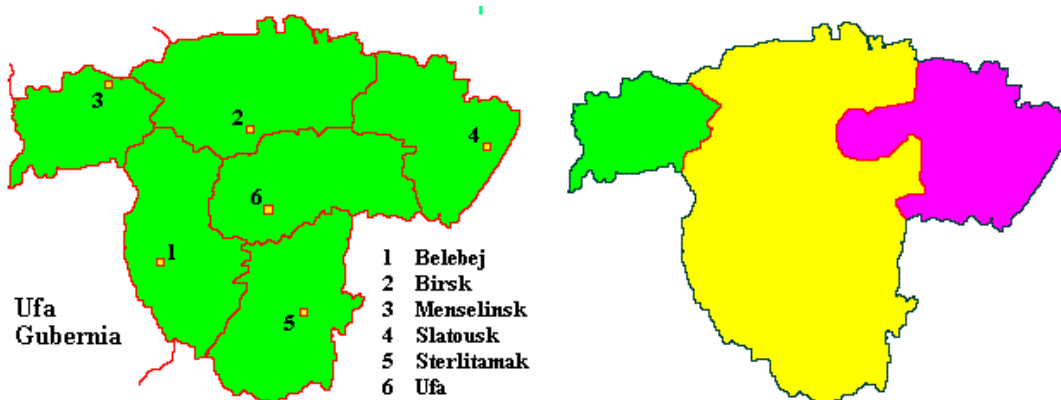 3
2
4
6
1
5
Ufa
Gubernia
1 Belebej
2 Birsk
3 Menselinsk
4 Slatousk
5 Sterlitamak
6 Ufa